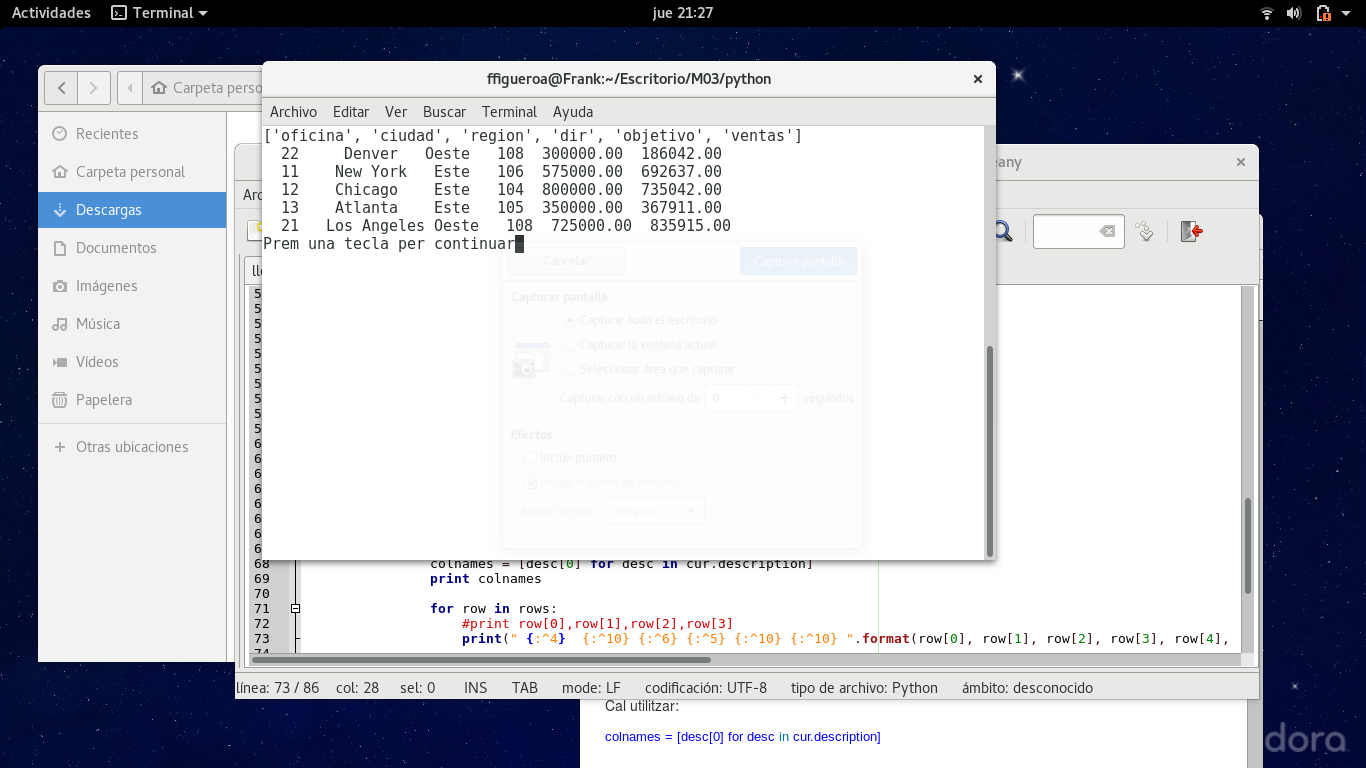 Actividades Terminal jue 21:27
Carpeta perso
ffigueroa@Frank:~/Escritorio/M03/python
Archivo Editar Ver Buscar Terminal Ayuda
Recientes
Carpeta personal
Descargas
Documentos
Imágenes
Música
Vídeos
Papelera
Otras ubicaciones
['oficina', 'ciudad', 'region', 'dir', 'objetivo', 'ventas']
22 Denver Oeste 108 300000.00 186042.00
11 New York Este 106 575000.00 692637.00
12 Chicago Este 104 800000.00 735042.00
13 Atlanta Este 105 350000.00 367911.00
21 Los Angeles Oeste 108 725000.00 835915.00
Prem una tecla per continuar
eany
Arc
Cancelar Capturar pantalla
Capturar pantalla
Capturar todo el escritorio
Capturar la ventana actual
Seleccionar área que capturar
Capturar con un retraso de 0 − + segundos
Efectos
Incluir puntero
Incluir el borde de ventana
Aplicar efecto: Ninguno
68 colnames = [desc[0] for desc in cur.description]
69 print colnames
70
71 for row in rows:
72 #print row[0],row[1],row[2],row[3]
73 print(" {:^4}  {:^10} {:^6} {:^5} {:^10} {:^10} ".format(row[0], row[1], row[2], row[3], row[4],
74
línea: 73 / 86 col: 28 sel: 0 INS TAB mode: LF codificación: UTF-8 tipo de archivo: Python ámbito: desconocido
Cal utilitzar:
colnames = [desc[0] for desc in cur.description]
dora